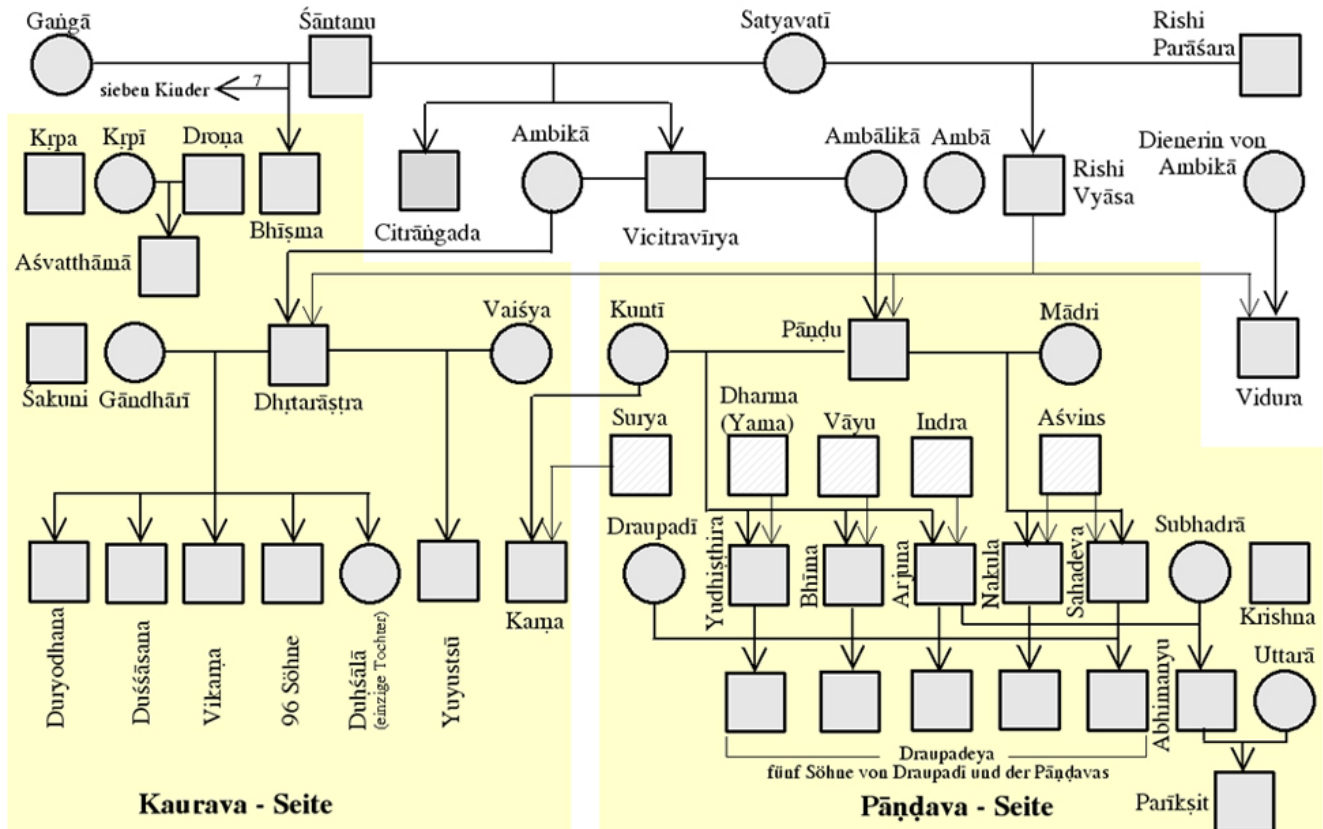 Gaṅgā
Śāntanu
Satyavatī
Rishi
Parāśara
sieben Kinder
7
Kṛpa
Kṛpī
Droṇa
Ambikā
Ambālikā
Ambā
Dienerin von
Ambikā
Rishi
Vyāsa
Bhīṣma
Citrāṅgada
Vicitravīrya
Aśvatthāmā
Vaiśya
Kuntī
Pāṇḍu
Mādri
Śakuni
Gāndhārī
Dhṛtarāṣṭra
Vidura
Surya
Dharma
(Yama)
Vāyu
Indra
Aśvins
Draupadī
Yudhiṣṭhira
Bhīma
Arjuna
Nakula
Sahadeva
Subhadrā
Krishna
Duryodhana
Duśśāsana
Vikaṛṇa
96 Söhne
Duḥśālā
(einzige Tochter)
Yuyustsū
Karṇa
Abhimanyu
Uttarā
Draupadeya
fünf Söhne von Draupadī und der Pāṇḍavas
Kaurava - Seite
Pāṇḍava - Seite
Parīkṣit